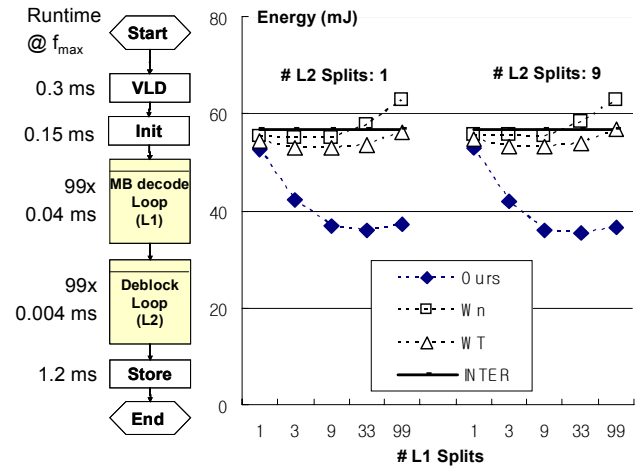 Runtime
@ fmax
Start
0.3 ms
VLD
0.15 ms
Init
99x
0.04 ms
MB decode
Loop
(L1)
99x
0.004 ms
Deblock
Loop
(L2)
1.2 ms
Store
End
Energy (mJ)
80
60
40
20
0
# L2 Splits: 1
# L2 Splits: 9
Ours
Wn
WT
INTER
1 3 9 33 99 1 3 9 33 99
# L1 Splits